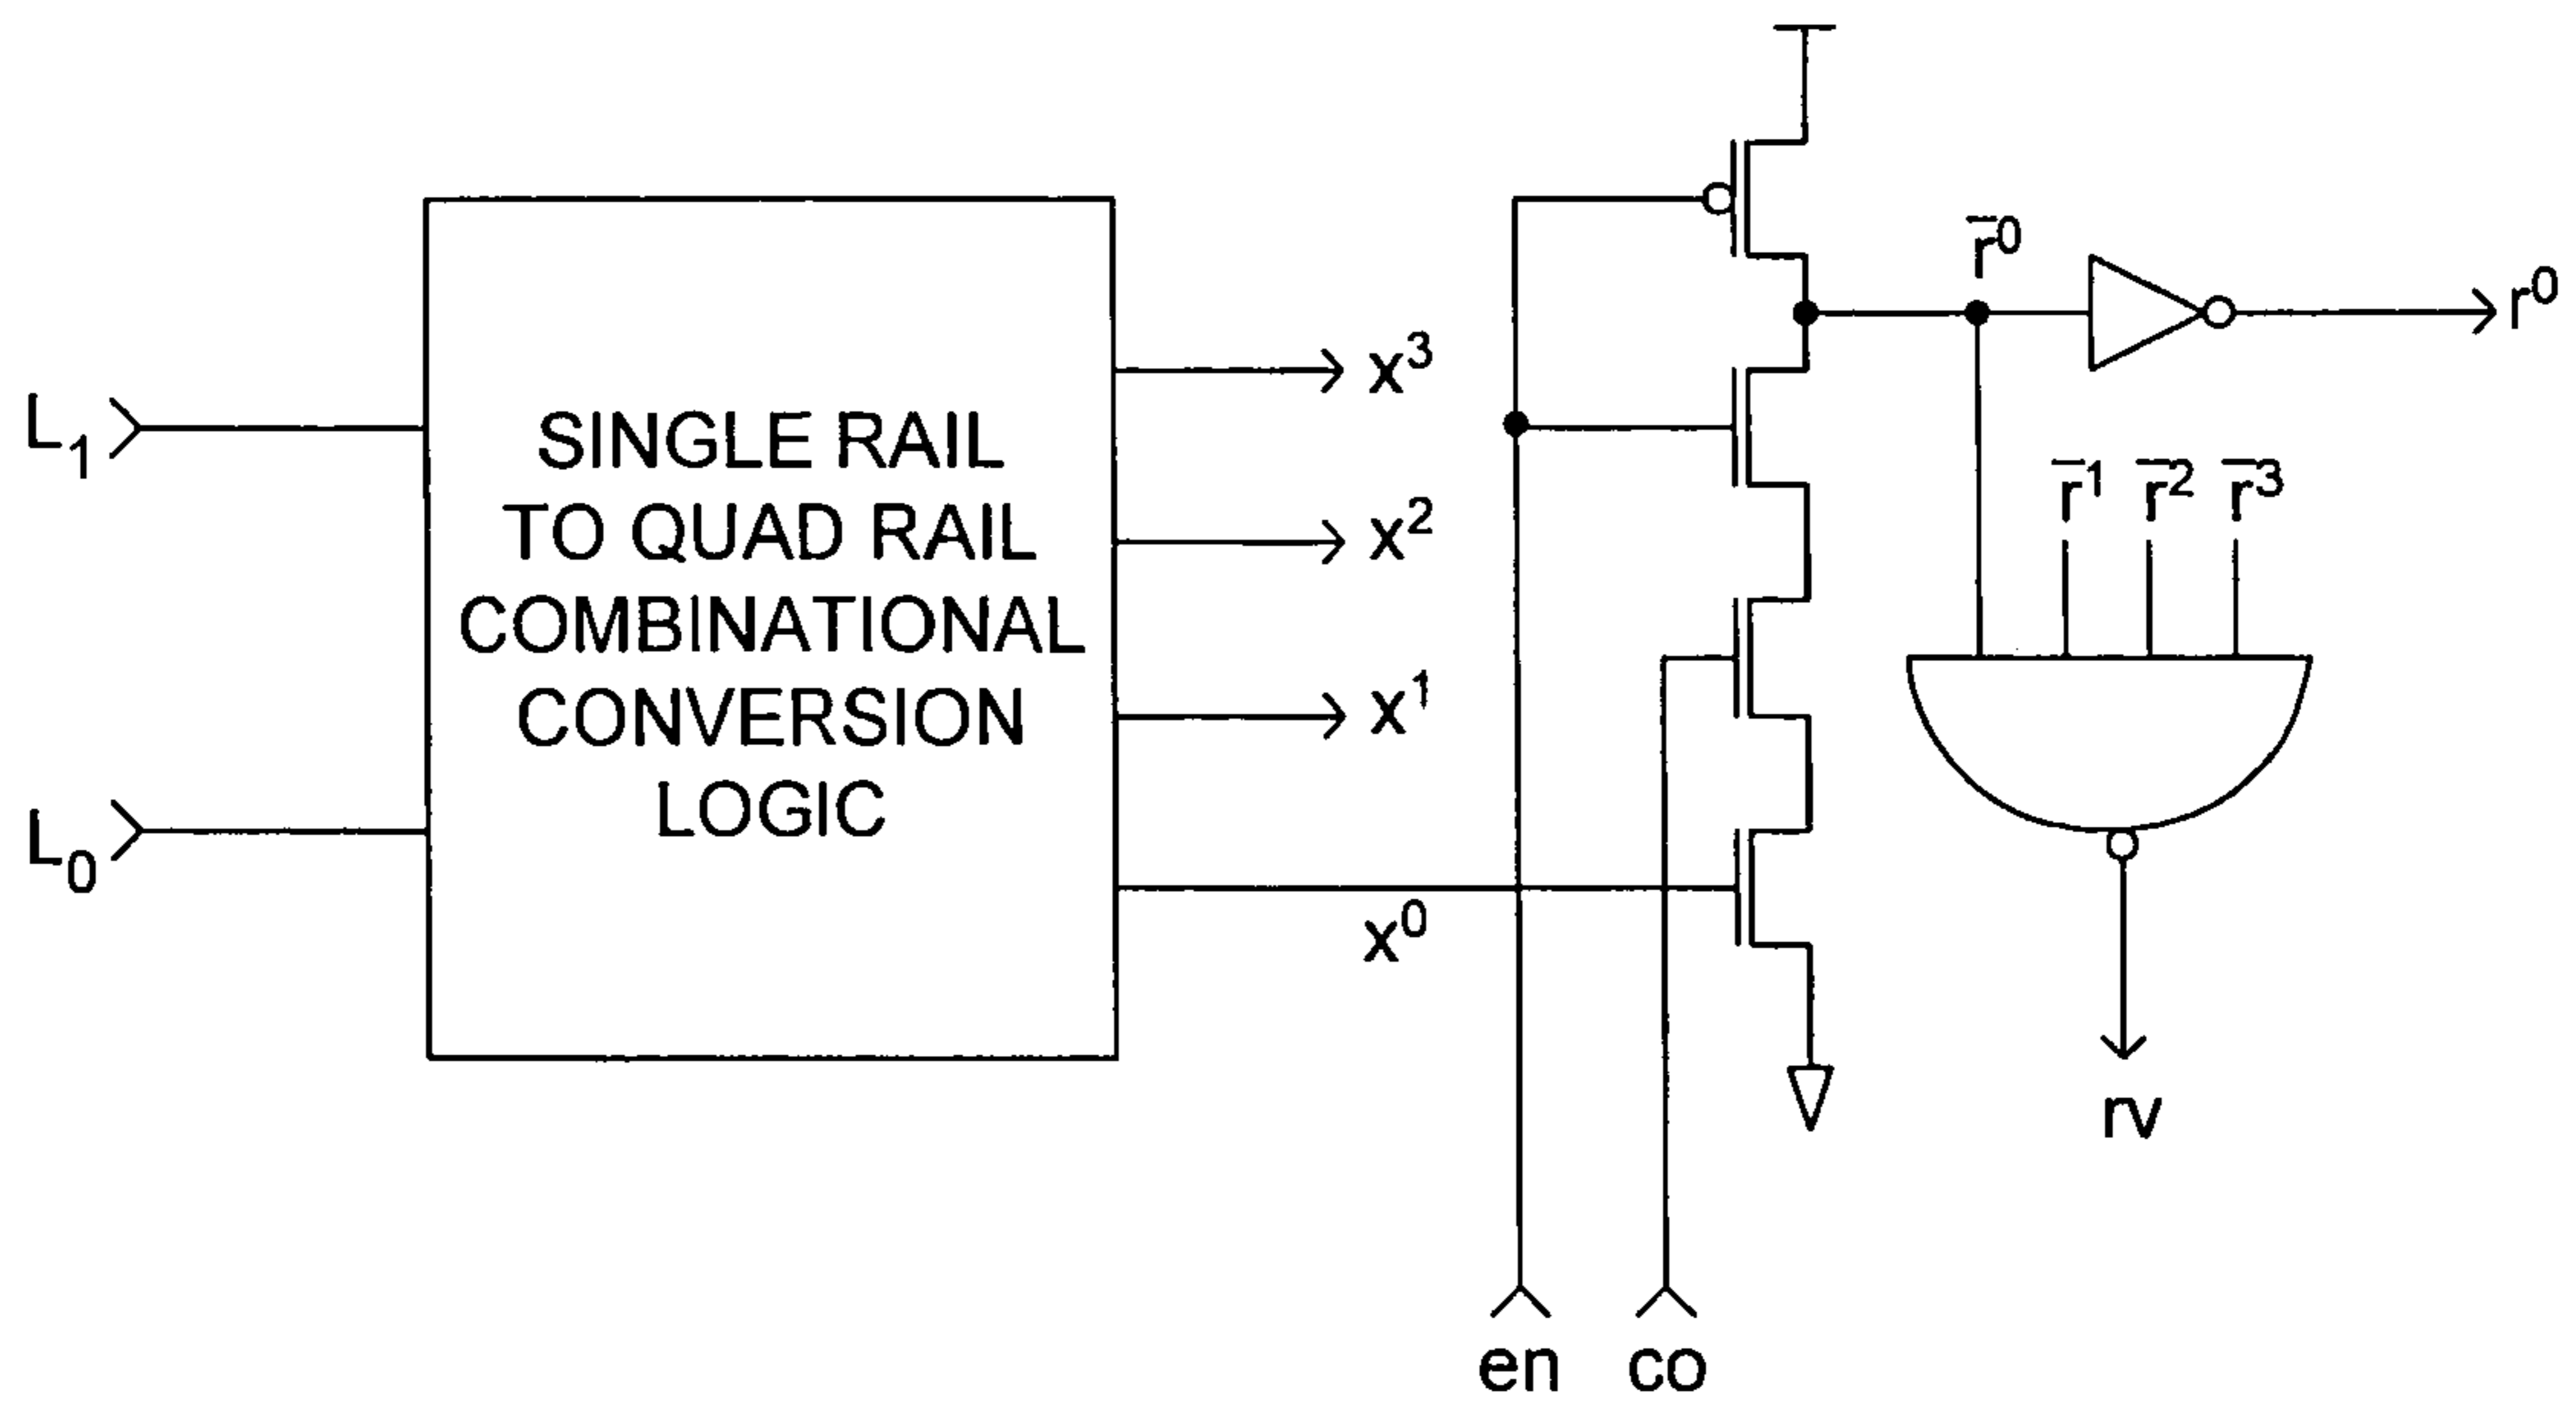 L₁
L₀
SINGLE RAIL
TO QUAD RAIL
COMBINATIONAL
CONVERSION
LOGIC
x³
x²
x¹
x⁰
r̅⁰
r⁰
r̅¹ r̅² r̅³
rv
en co